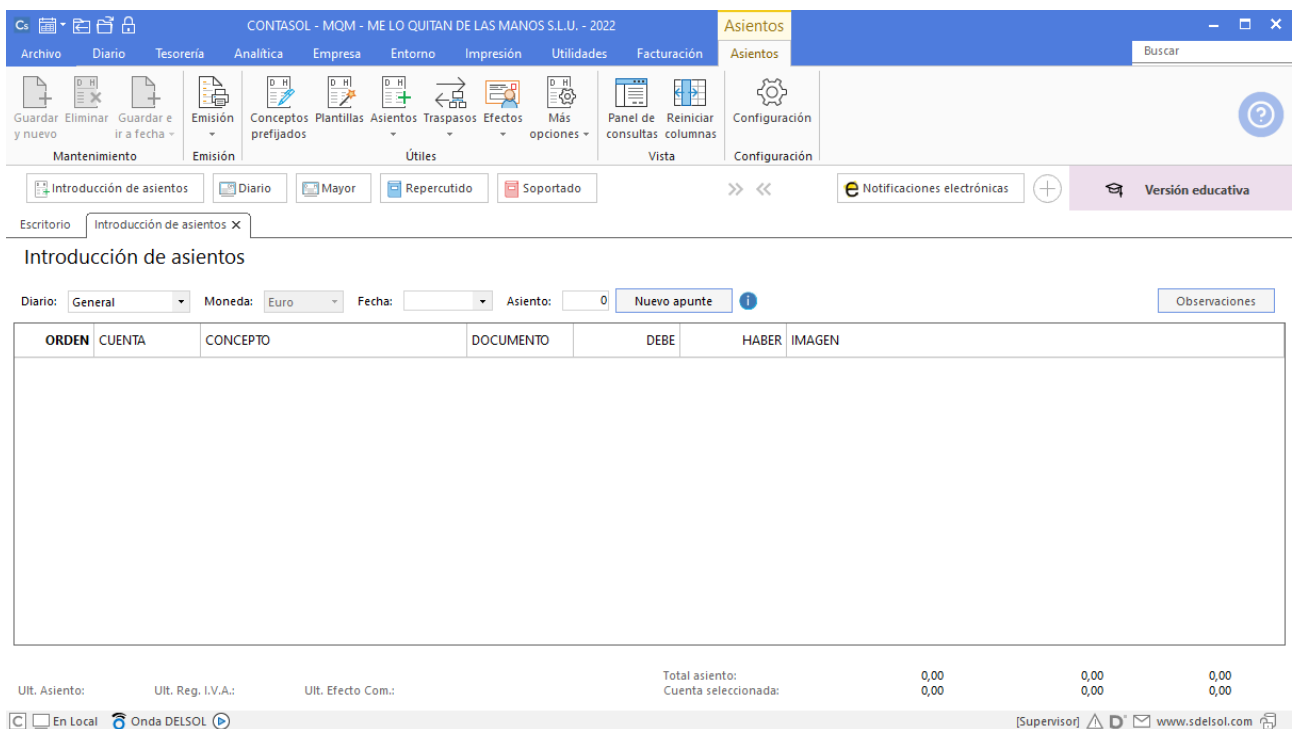 Cs CONTASOL - MQM - ME LO QUITAN DE LAS MANOS S.L.U. - 2022 Asientos
Archivo Diario Tesorería Analítica Empresa Entorno Impresión Utilidades Facturación Asientos Buscar
Guardar y nuevo Eliminar Guardar e ir a fecha Emisión Conceptos prefijados Plantillas Asientos Traspasos Efectos Más opciones Panel de consultas Reiniciar columnas Configuración
Mantenimiento Emisión Útiles Vista Configuración
Introducción de asientos Diario Mayor Repercutido Soportado Notificaciones electrónicas Versión educativa
Escritorio Introducción de asientos X
Introducción de asientos
Diario: General Moneda: Euro Fecha: Asiento: 0 Nuevo apunte i Observaciones
ORDEN CUENTA CONCEPTO DOCUMENTO DEBE HABER IMAGEN
Total asiento: 0,00 0,00 0,00
Ult. Asiento: Ult. Reg. I.V.A.: Ult. Efecto Com.: Cuenta seleccionada: 0,00 0,00 0,00
C En Local Onda DELSOL [Supervisor] D www.sdelsol.com